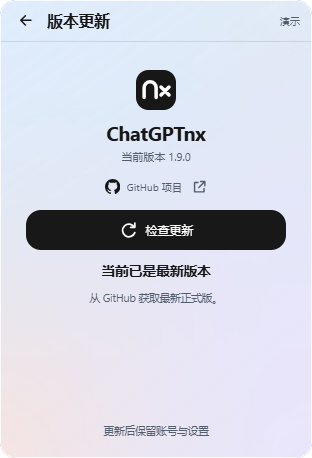 版本更新
演示
nx
ChatGPTnx
当前版本 1.9.0
GitHub 项目
检查更新
当前已是最新版本
从 GitHub 获取最新正式版。
更新后保留账号与设置